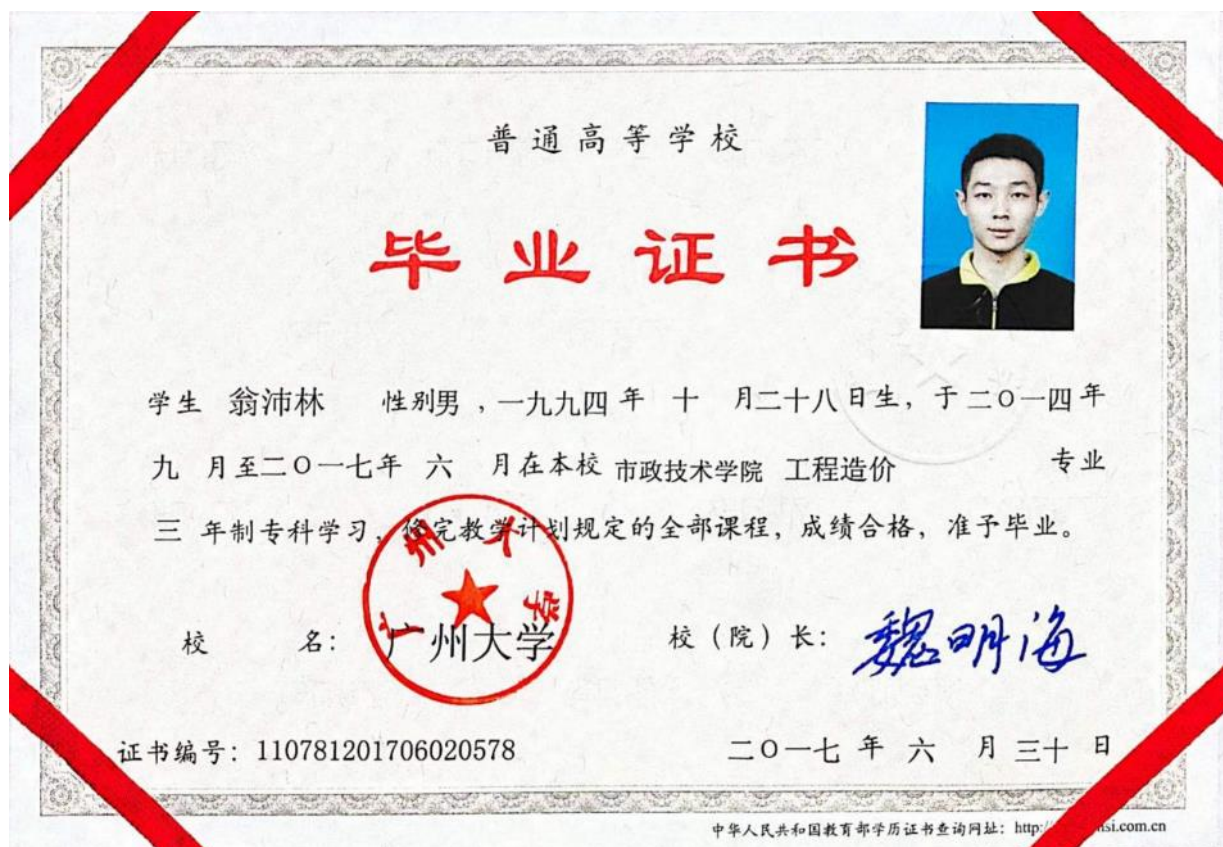 普通高等学校
毕业证书
学生 翁沛林 性别男，一九九四年 十 月二十八日生，于二〇一四年
九 月至二〇一七年 六 月在本校 市政技术学院 工程造价 专业
三 年制专科学习，修完教学计划规定的全部课程，成绩合格，准予毕业。
广州大学
校 名：广州大学 校（院）长：魏明海
证书编号：110781201706020578 二〇一七 年 六 月 三十 日
中华人民共和国教育部学历证书查询网址：http:/ si.com.cn